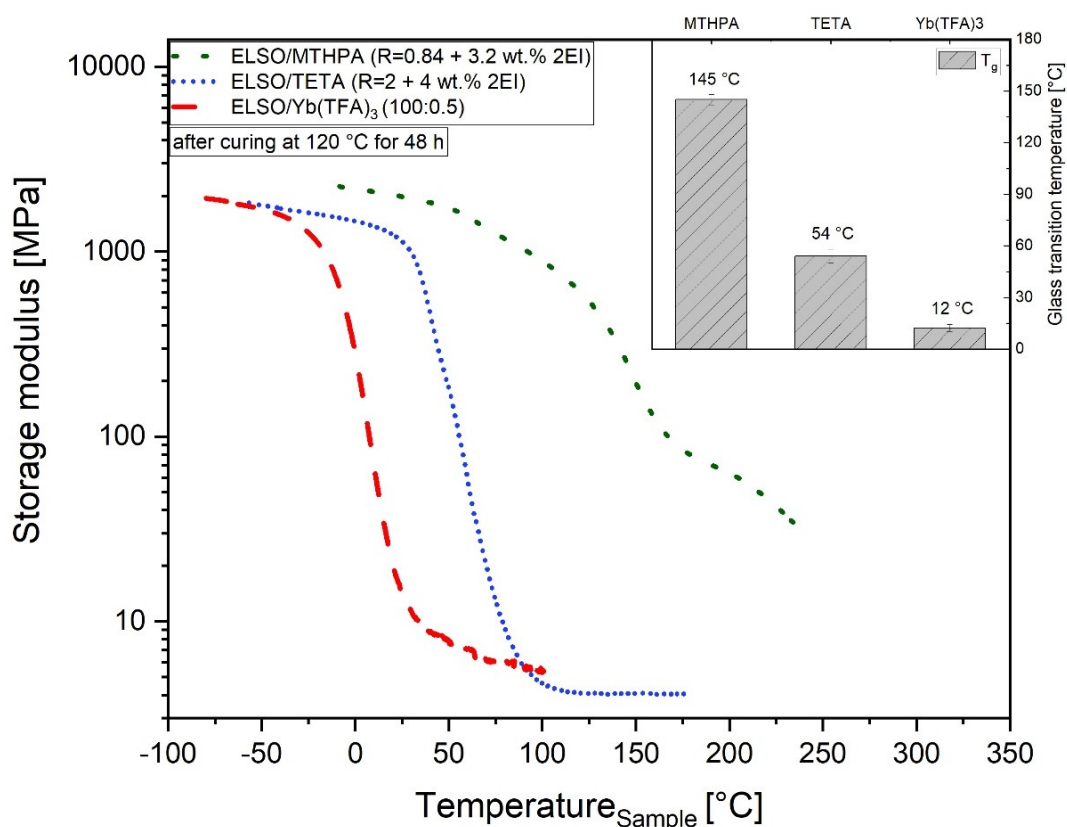 MTHPA TETA Yb(TFA)3
ELSO/MTHPA (R=0.84 + 3.2 wt.% 2EI)
ELSO/TETA (R=2 + 4 wt.% 2EI)
ELSO/Yb(TFA)₃ (100:0.5)
after curing at 120 °C for 48 h
Tg
145 °C
54 °C
12 °C
180
150
120
90
60
30
0
Glass transition temperature [°C]
10000
1000
100
10
Storage modulus [MPa]
-100 -50 0 50 100 150 200 250 300 350
Temperature_Sample [°C]